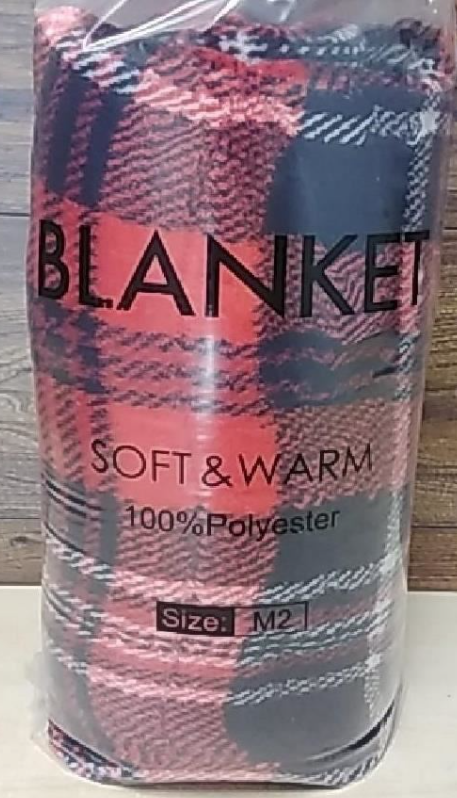 BLANKET
SOFT & WARM
100%Polyester
Size: M2